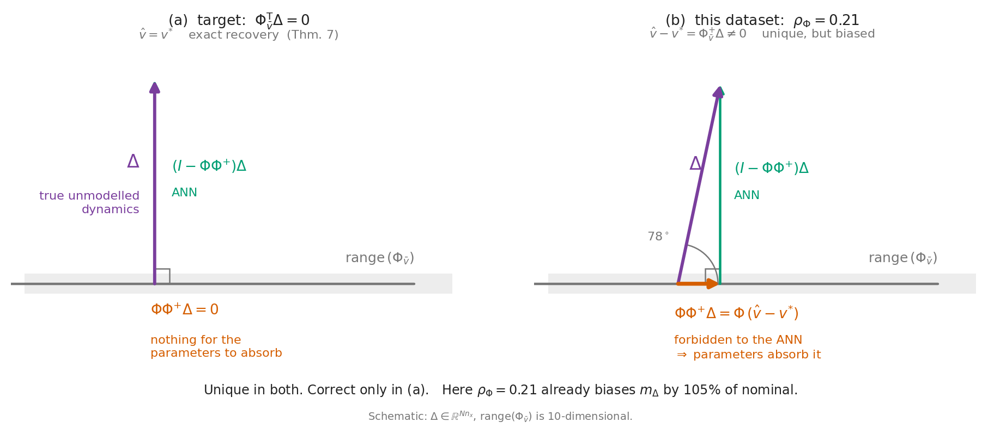 (a) target: Φ_v̄^T Δ = 0
v̂ = v* exact recovery (Thm. 7)
Δ
(I − ΦΦ⁺)Δ
true unmodelled
dynamics
ANN
range (Φ_v̄)
ΦΦ⁺Δ = 0
nothing for the
parameters to absorb
(b) this dataset: ρ_Φ = 0.21
v̂ − v* = Φ_v̄⁺ Δ ≠ 0 unique, but biased
Δ
(I − ΦΦ⁺)Δ
ANN
78°
range (Φ_v̄)
ΦΦ⁺Δ = Φ (v̂ − v*)
forbidden to the ANN
⇒ parameters absorb it
Unique in both. Correct only in (a). Here ρ_Φ = 0.21 already biases m_Δ by 105% of nominal.
Schematic: Δ ∈ ℝ^{Nn_x}, range(Φ_v̄) is 10-dimensional.